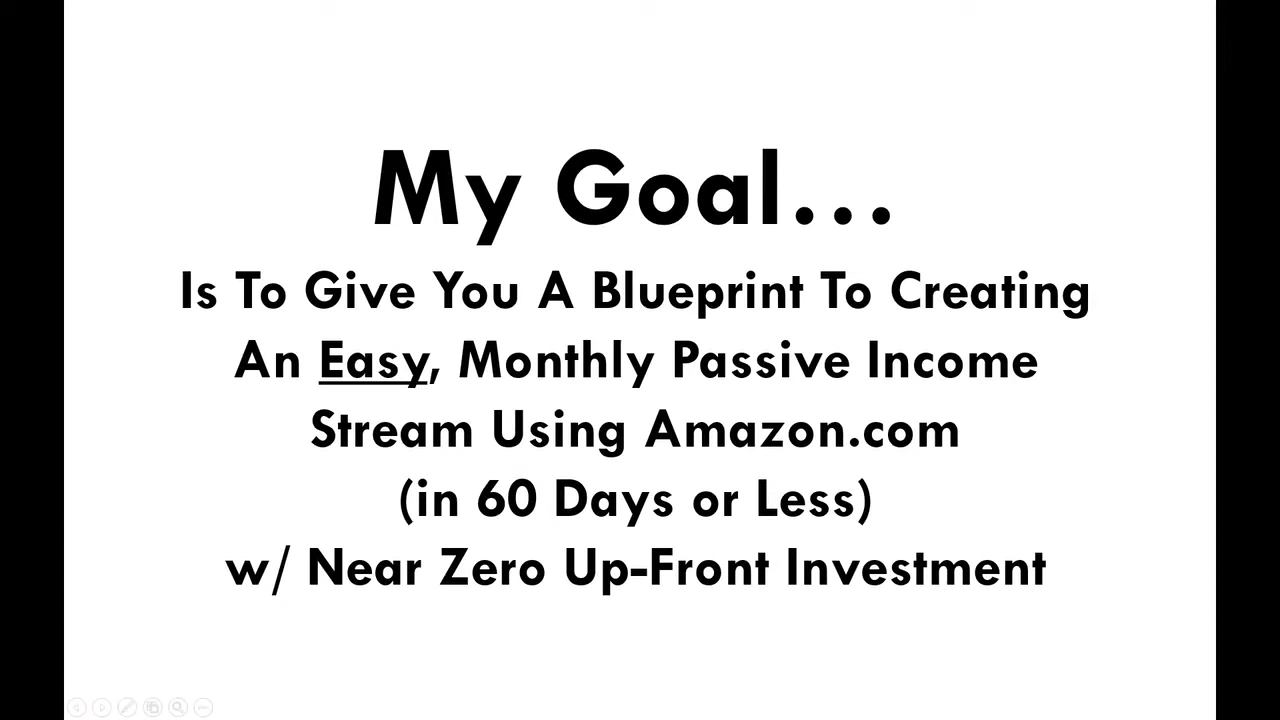 My Goal...
Is To Give You A Blueprint To Creating
An Easy, Monthly Passive Income
Stream Using Amazon.com
(in 60 Days or Less)
w/ Near Zero Up-Front Investment